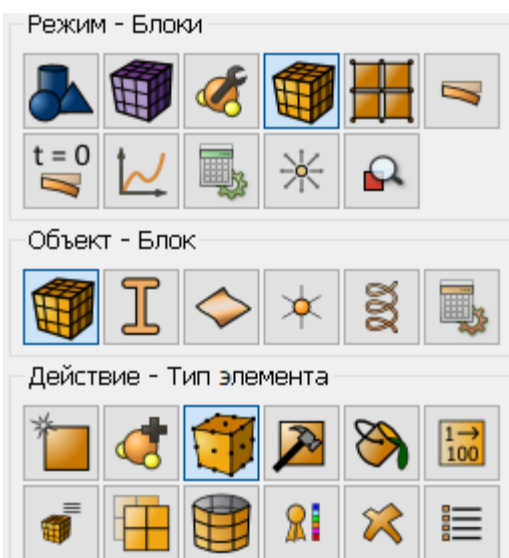 Режим - Блоки
t = 0
Объект - Блок
Действие - Тип элемента
1→
100